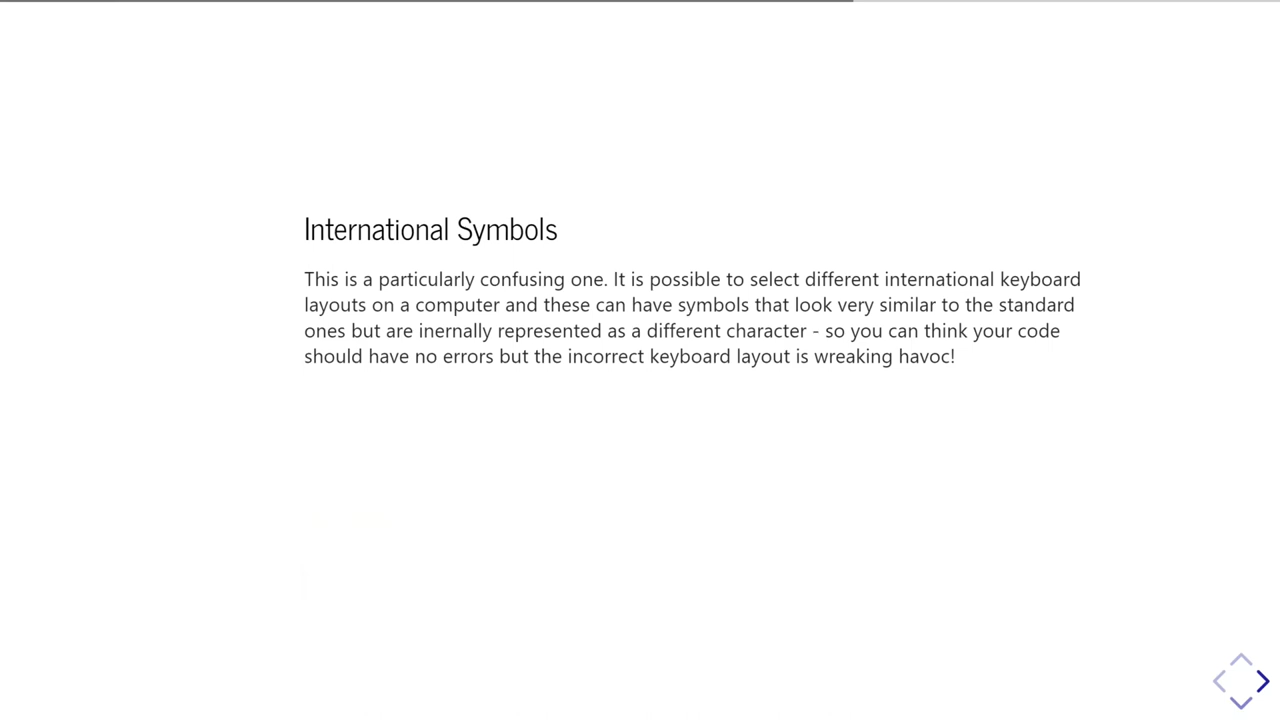 International Symbols
This is a particularly confusing one. It is possible to select different international keyboard
layouts on a computer and these can have symbols that look very similar to the standard
ones but are inernally represented as a different character - so you can think your code
should have no errors but the incorrect keyboard layout is wreaking havoc!